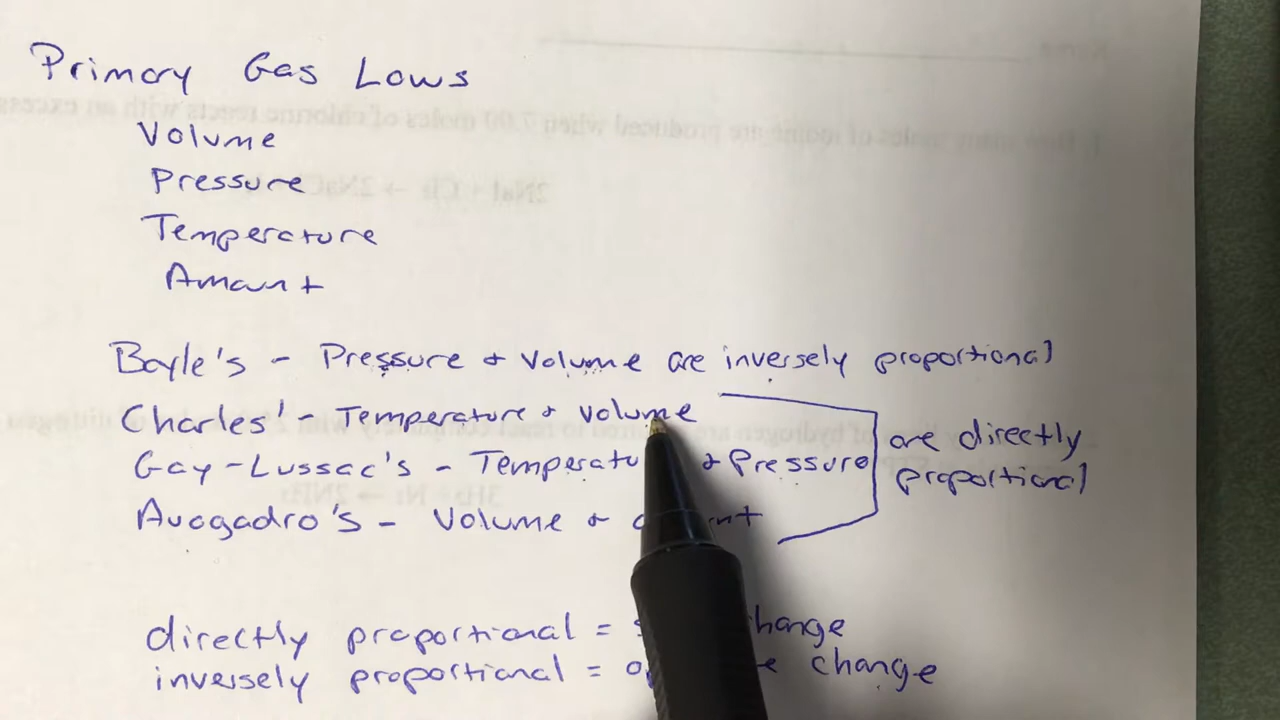 Primary Gas Laws
Volume
Pressure
Temperature
Amount
Boyle's - Pressure & Volume are inversely proportional
Charles' - Temperature & volume
Gay-Lussac's - & Pressure
are directly
proportional
Avogadro's - Volume &
directly proportional = change
inversely proportional = change